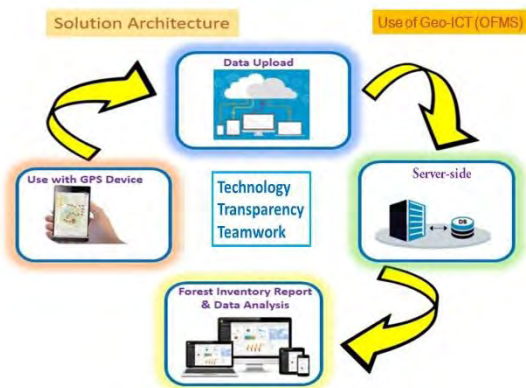 Solution Architecture
Use of Geo-ICT (OFMS)
Data Upload
Use with GPS Device
Technology
Transparency
Teamwork
Server-side
DB
Forest Inventory Report
& Data Analysis